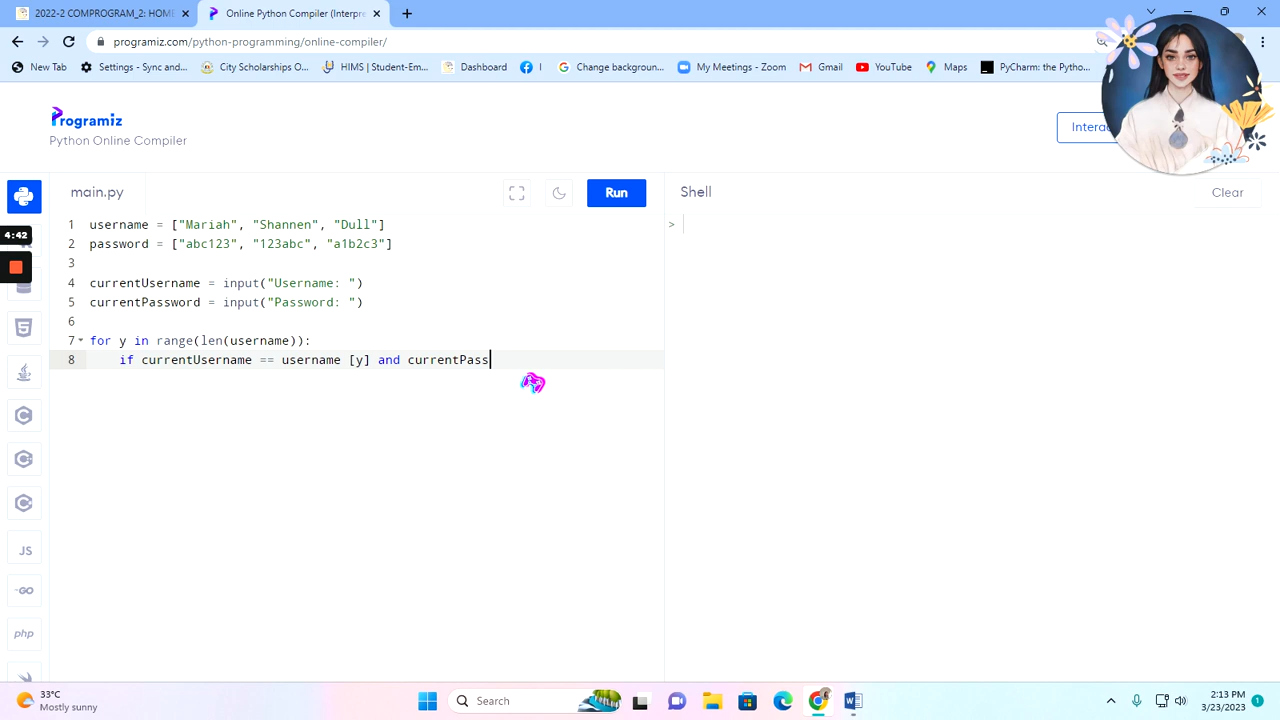 2022-2 COMPROGRAM_2: HOME
Online Python Compiler (Interpre
programiz.com/python-programming/online-compiler/
New Tab
Settings - Sync and...
City Scholarships O...
HIMS | Student-...
Change backgroun...
My Meetings - Zoom
Gmail
YouTube
Maps
PyCharm: the Pytho...
Programiz
Python Online Compiler
main.py
Run
Shell
Clear
4:42
1 username = ["Mariah", "Shannen", "Dull"]
2 password = ["abc123", "123abc", "a1b2c3"]
3
4 currentUsername = input("Username: ")
5 currentPassword = input("Password: ")
6
7 for y in range(len(username)):
8 if currentUsername == username [y] and currentPass
>
JS
GO
php
33°C
Mostly sunny
Search
2:13 PM
3/23/2023
1